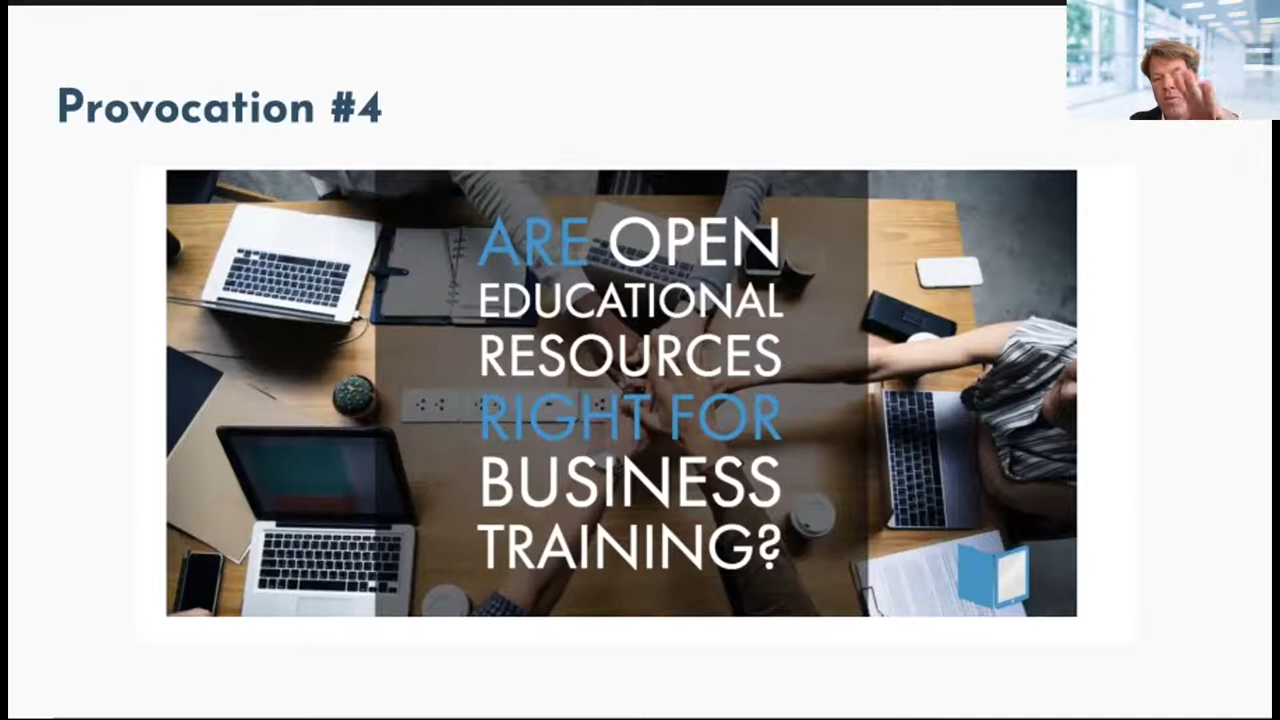 Provocation #4
ARE OPEN
EDUCATIONAL
RESOURCES
RIGHT FOR
BUSINESS
TRAINING?